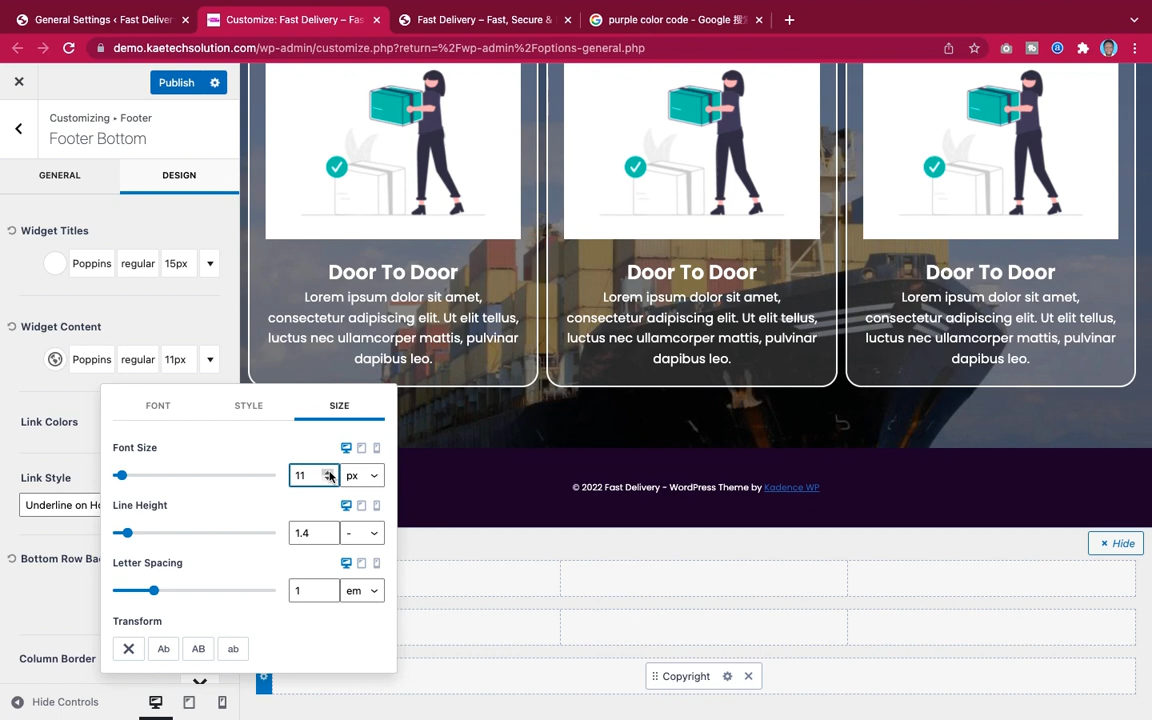 General Settings ‹ Fast Deliver
Customize: Fast Delivery – Fas
Fast Delivery – Fast, Secure &
purple color code - Google 搜
demo.kaetechsolution.com/wp-admin/customize.php?return=%2Fwp-admin%2Foptions-general.php
Publish
Customizing ▸ Footer
Footer Bottom
GENERAL
DESIGN
Widget Titles
Poppins
regular
15px
Widget Content
Poppins
regular
11px
Link Colors
Link Style
Underline on Ho
Bottom Row Bac
Column Border
Hide Controls
FONT
STYLE
SIZE
Font Size
11
px
Line Height
1.4
-
Letter Spacing
1
em
Transform
Ab
AB
ab
Door To Door
Lorem ipsum dolor sit amet,
consectetur adipiscing elit. Ut elit tellus,
luctus nec ullamcorper mattis, pulvinar
dapibus leo.
Door To Door
Lorem ipsum dolor sit amet,
consectetur adipiscing elit. Ut elit tellus,
luctus nec ullamcorper mattis, pulvinar
dapibus leo.
Door To Door
Lorem ipsum dolor sit amet,
consectetur adipiscing elit. Ut elit tellus,
luctus nec ullamcorper mattis, pulvinar
dapibus leo.
© 2022 Fast Delivery - WordPress Theme by Kadence WP
× Hide
Copyright